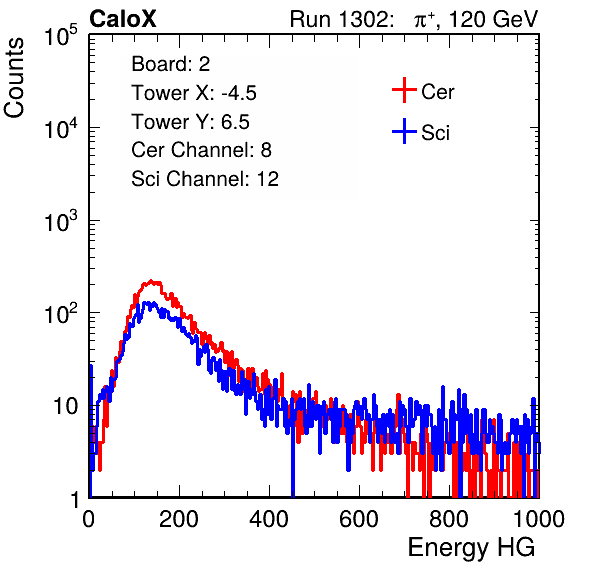 CaloX Run 1302: π⁺, 120 GeV
Counts
10⁵
10⁴
10³
10²
10
1
Board: 2
Tower X: -4.5
Tower Y: 6.5
Cer Channel: 8
Sci Channel: 12
Cer
Sci
0 200 400 600 800 1000
Energy HG